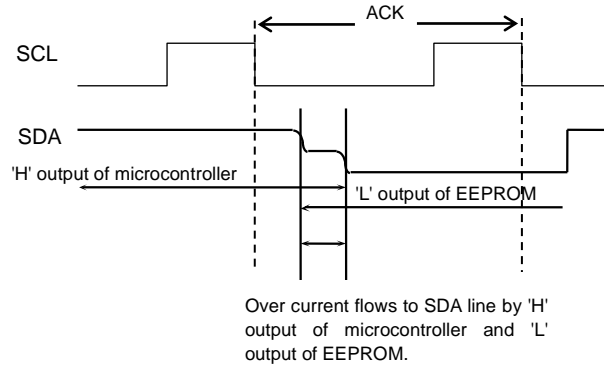 ACK
SCL
SDA
'H' output of microcontroller
'L' output of EEPROM
Over current flows to SDA line by 'H'
output of microcontroller and 'L'
output of EEPROM.